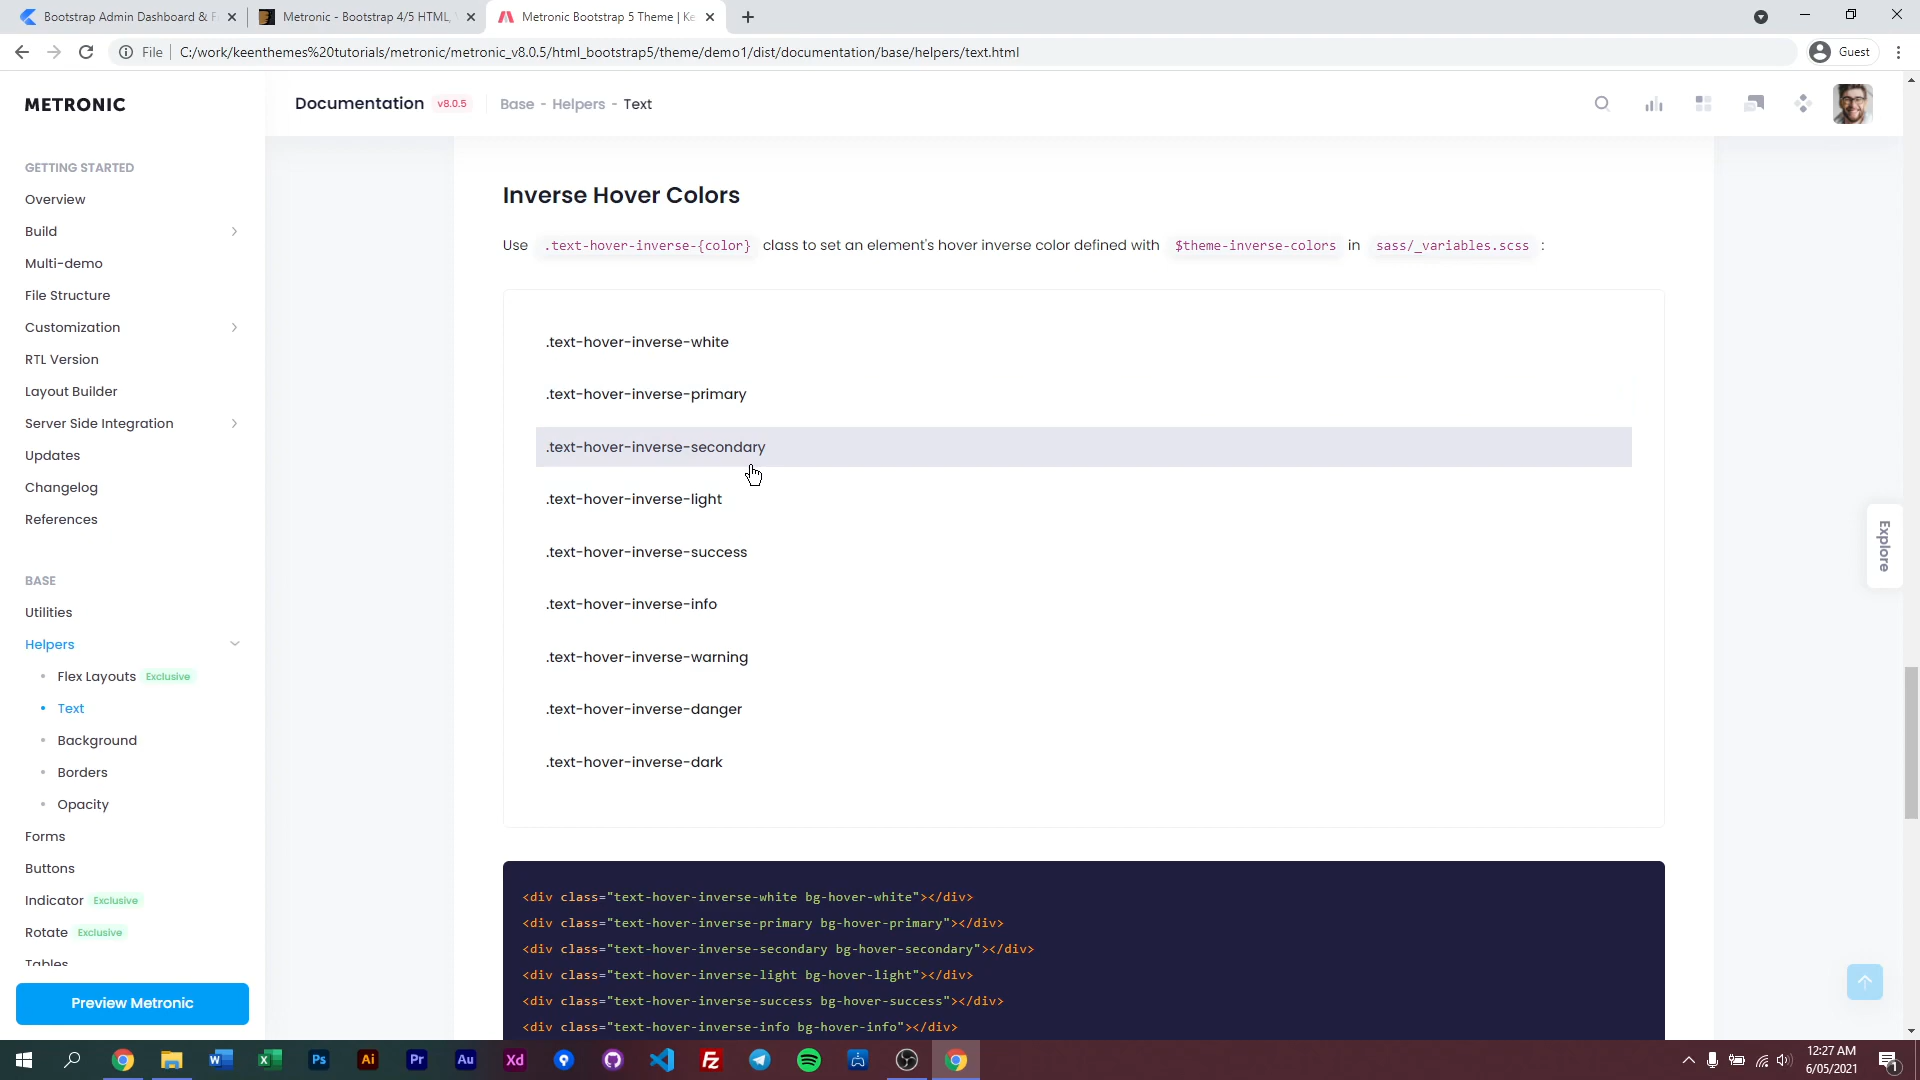 Bootstrap Admin Dashboard & F
Metronic - Bootstrap 4/5 HTML,
Metronic Bootstrap 5 Theme | Ke
File
C:/work/keenthemes%20tutorials/metronic/metronic_v8.0.5/html_bootstrap5/theme/demo1/dist/documentation/base/helpers/text.html
Guest
METRONIC
Documentation v8.0.5
Base - Helpers - Text
GETTING STARTED
Overview
Build
Multi-demo
File Structure
Customization
RTL Version
Layout Builder
Server Side Integration
Updates
Changelog
References
BASE
Utilities
Helpers
Flex Layouts Exclusive
Text
Background
Borders
Opacity
Forms
Buttons
Indicator Exclusive
Rotate Exclusive
Tables
Preview Metronic
Inverse Hover Colors
Use .text-hover-inverse-{color} class to set an element's hover inverse color defined with $theme-inverse-colors in sass/_variables.scss :
.text-hover-inverse-white
.text-hover-inverse-primary
.text-hover-inverse-secondary
.text-hover-inverse-light
.text-hover-inverse-success
.text-hover-inverse-info
.text-hover-inverse-warning
.text-hover-inverse-danger
.text-hover-inverse-dark
<div class="text-hover-inverse-white bg-hover-white"></div>
<div class="text-hover-inverse-primary bg-hover-primary"></div>
<div class="text-hover-inverse-secondary bg-hover-secondary"></div>
<div class="text-hover-inverse-light bg-hover-light"></div>
<div class="text-hover-inverse-success bg-hover-success"></div>
<div class="text-hover-inverse-info bg-hover-info"></div>
Explore
Ps
Ai
Pr
Au
Xd
12:27 AM
6/05/2021
1